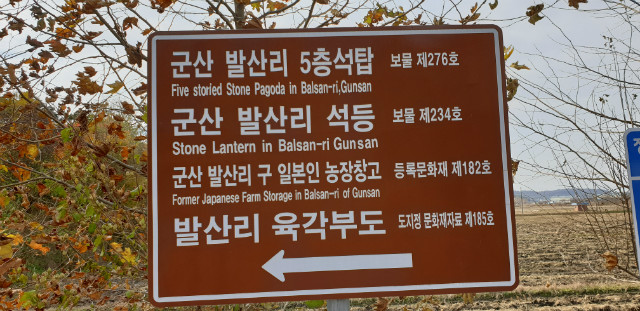 군산 발산리 5층석탑 보물 제276호
Five storied Stone Pagoda in Balsan-ri,Gunsan
군산 발산리 석등 보물 제234호
Stone Lantern in Balsan-ri Gunsan
군산 발산리 구 일본인 농장창고 등록문화재 제182호
Former Japanese Farm Storage in Balsan-ri of Gunsan
발산리 육각부도 도지정 문화재자료 제185호